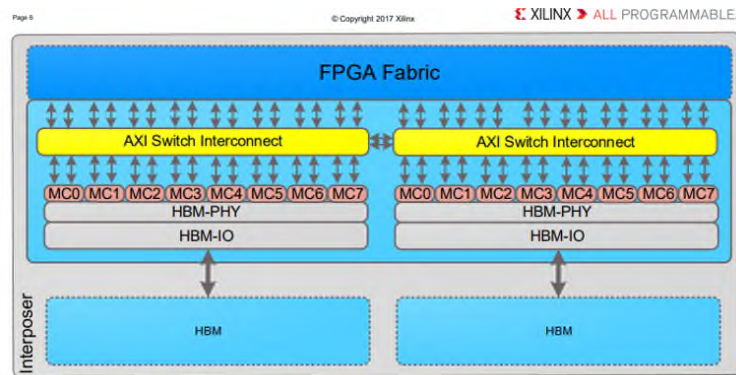 Page 6
© Copyright 2017 Xilinx
XILINX ALL PROGRAMMABLE.
FPGA Fabric
AXI Switch Interconnect AXI Switch Interconnect
MC0 MC1 MC2 MC3 MC4 MC5 MC6 MC7 MC0 MC1 MC2 MC3 MC4 MC5 MC6 MC7
HBM-PHY HBM-PHY
HBM-IO HBM-IO
HBM HBM
Interposer